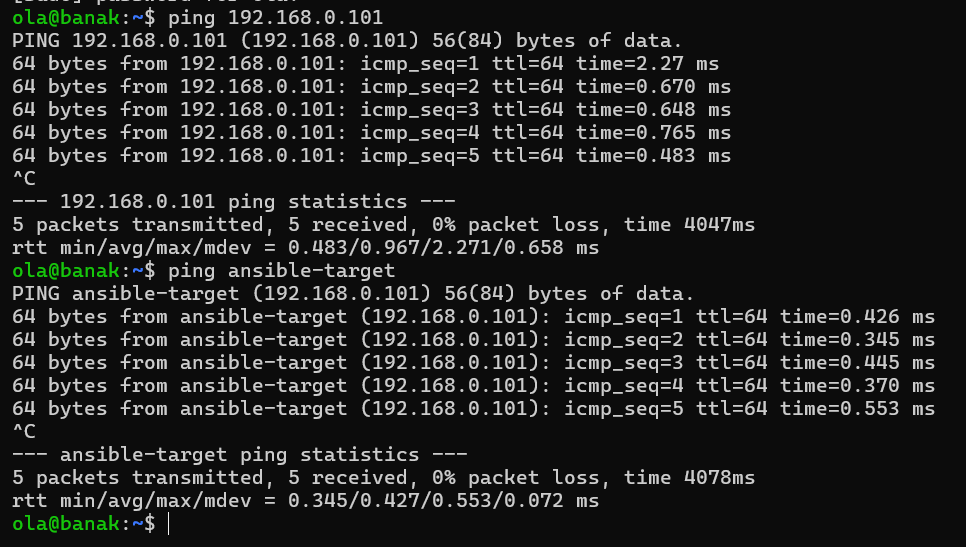 ola@banak:~$ ping 192.168.0.101
PING 192.168.0.101 (192.168.0.101) 56(84) bytes of data.
64 bytes from 192.168.0.101: icmp_seq=1 ttl=64 time=2.27 ms
64 bytes from 192.168.0.101: icmp_seq=2 ttl=64 time=0.670 ms
64 bytes from 192.168.0.101: icmp_seq=3 ttl=64 time=0.648 ms
64 bytes from 192.168.0.101: icmp_seq=4 ttl=64 time=0.765 ms
64 bytes from 192.168.0.101: icmp_seq=5 ttl=64 time=0.483 ms
^C
--- 192.168.0.101 ping statistics ---
5 packets transmitted, 5 received, 0% packet loss, time 4047ms
rtt min/avg/max/mdev = 0.483/0.967/2.271/0.658 ms
ola@banak:~$ ping ansible-target
PING ansible-target (192.168.0.101) 56(84) bytes of data.
64 bytes from ansible-target (192.168.0.101): icmp_seq=1 ttl=64 time=0.426 ms
64 bytes from ansible-target (192.168.0.101): icmp_seq=2 ttl=64 time=0.345 ms
64 bytes from ansible-target (192.168.0.101): icmp_seq=3 ttl=64 time=0.445 ms
64 bytes from ansible-target (192.168.0.101): icmp_seq=4 ttl=64 time=0.370 ms
64 bytes from ansible-target (192.168.0.101): icmp_seq=5 ttl=64 time=0.553 ms
^C
--- ansible-target ping statistics ---
5 packets transmitted, 5 received, 0% packet loss, time 4078ms
rtt min/avg/max/mdev = 0.345/0.427/0.553/0.072 ms
ola@banak:~$